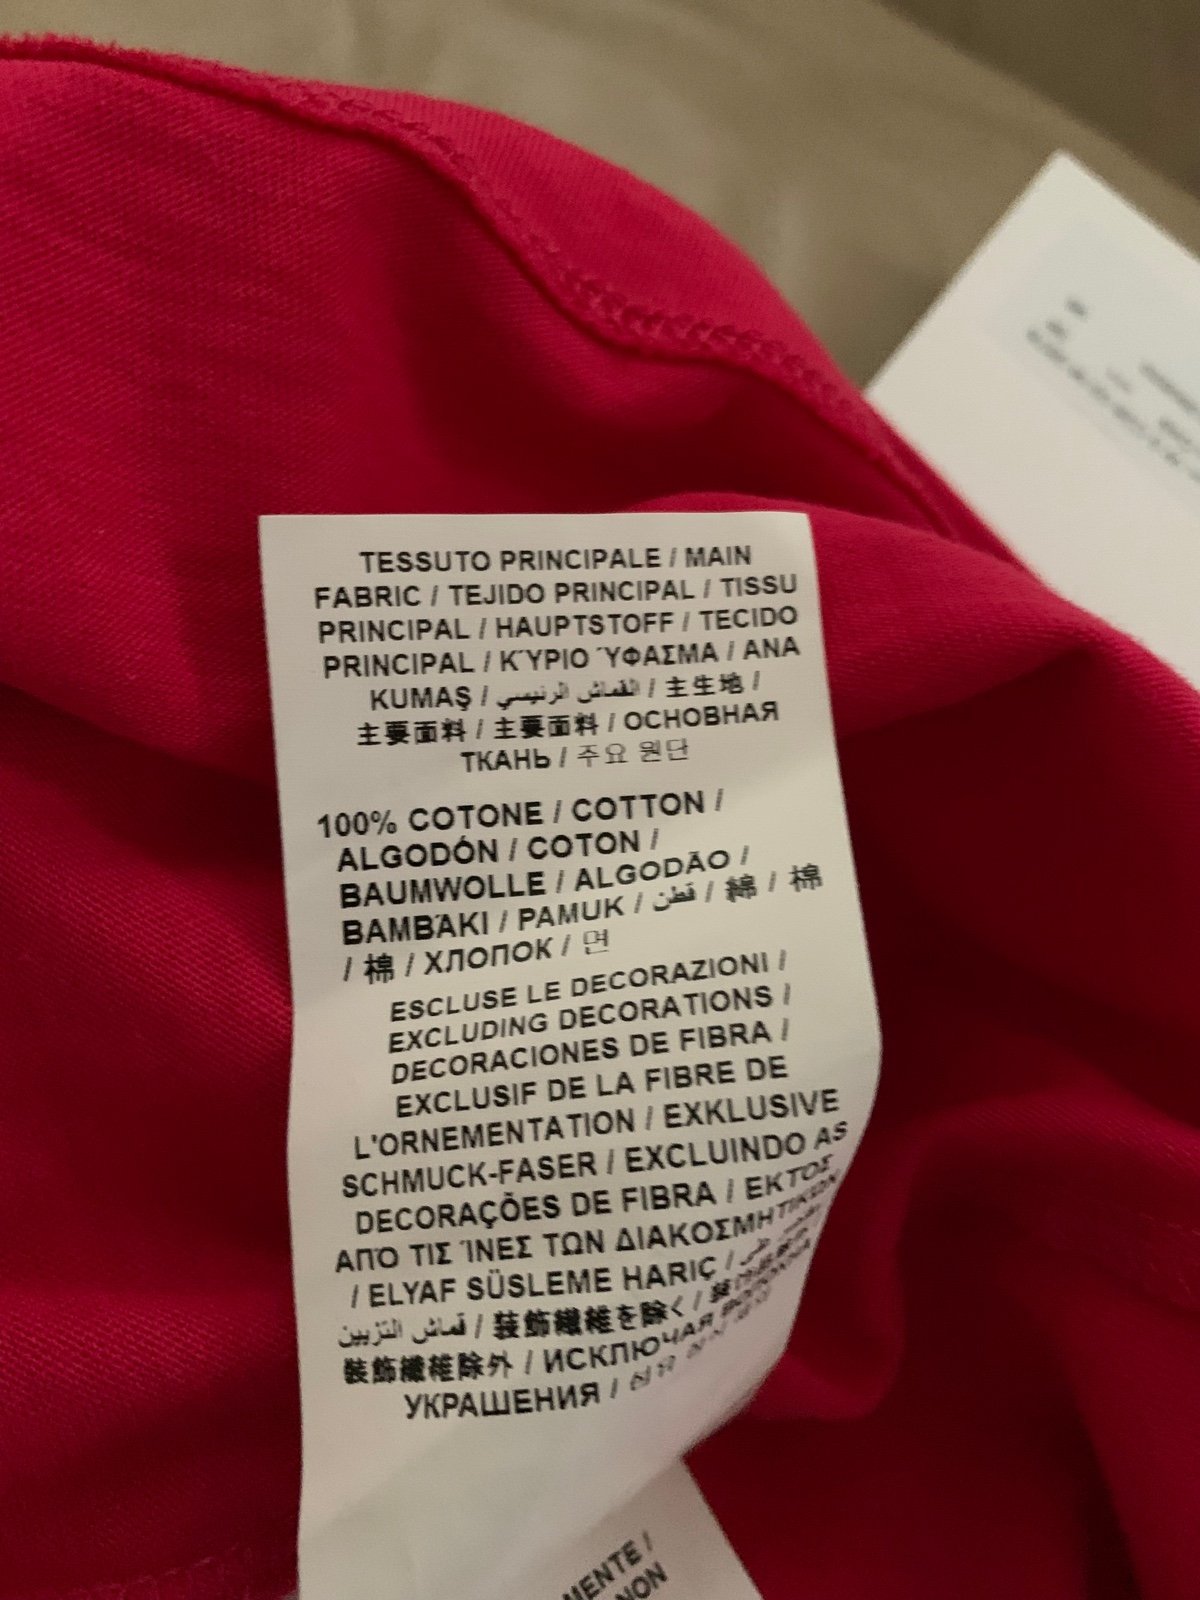 TESSUTO PRINCIPALE / MAIN
FABRIC / TEJIDO PRINCIPAL / TISSU
PRINCIPAL / HAUPTSTOFF / TECIDO
PRINCIPAL / ΚΎΡΙΟ ΎΦΑΣΜΑ / ANA
KUMAŞ / القماش الرئيسي / 主生地 /
主要面料 / 主要面料 / ОСНОВНАЯ
ТКАНЬ / 주요 원단
100% COTONE / COTTON /
ALGODÓN / COTON /
BAUMWOLLE / ALGODÃO /
ΒΑΜΒΆΚΙ / PAMUK / قطن / 綿 / 棉
/ 棉 / ХЛОПОК / 면
ESCLUSE LE DECORAZIONI /
EXCLUDING DECORATIONS /
DECORACIONES DE FIBRA /
EXCLUSIF DE LA FIBRE DE
L'ORNEMENTATION / EXKLUSIVE
SCHMUCK-FASER / EXCLUINDO AS
DECORAÇÕES DE FIBRA / ΕΚΤΟΣ
ΑΠΌ ΤΙΣ ΊΝΕΣ ΤΩΝ ΔΙΑΚΟΣΜΗΤΙΚΏΝ
/ ELYAF SÜSLEME HARIÇ /
قماش التزيين / 装飾繊維を除く /
装飾纖維除外 / ИСКЛЮЧАЯ ВОЛОКНА
УКРАШЕНИЯ /
MENTE /
NON